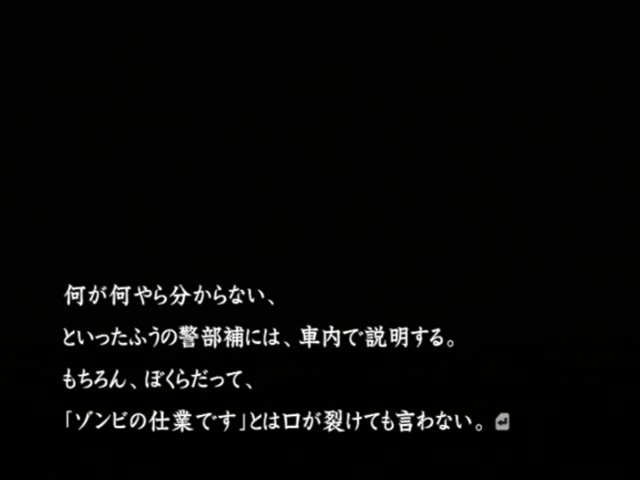 何が何やら分からない、
といったふうの警部補には、車内で説明する。
もちろん、ぼくらだって、
「ゾンビの仕業です」とは口が裂けても言わない。